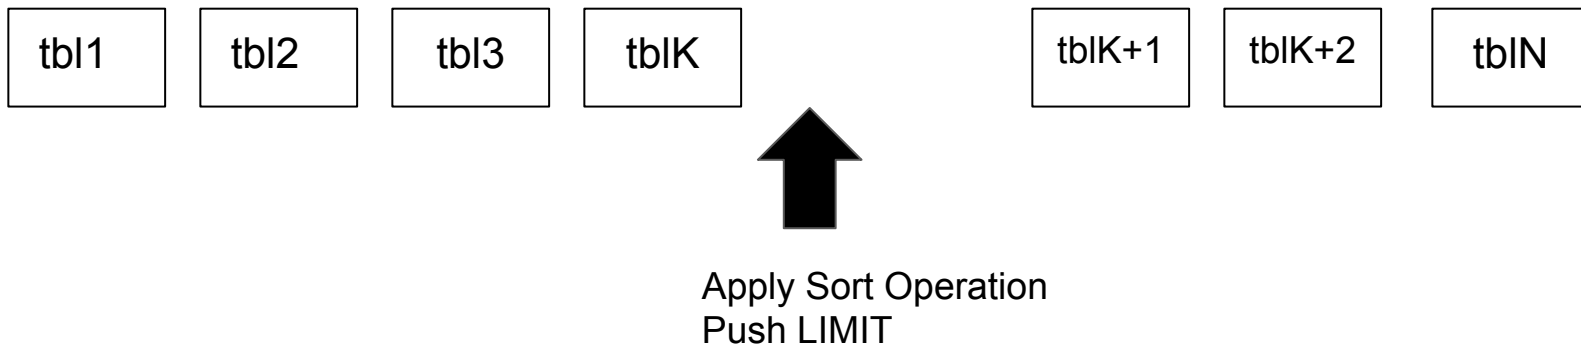 tbl1 tbl2 tbl3 tblK tblK+1 tblK+2 tblN
Apply Sort Operation
Push LIMIT